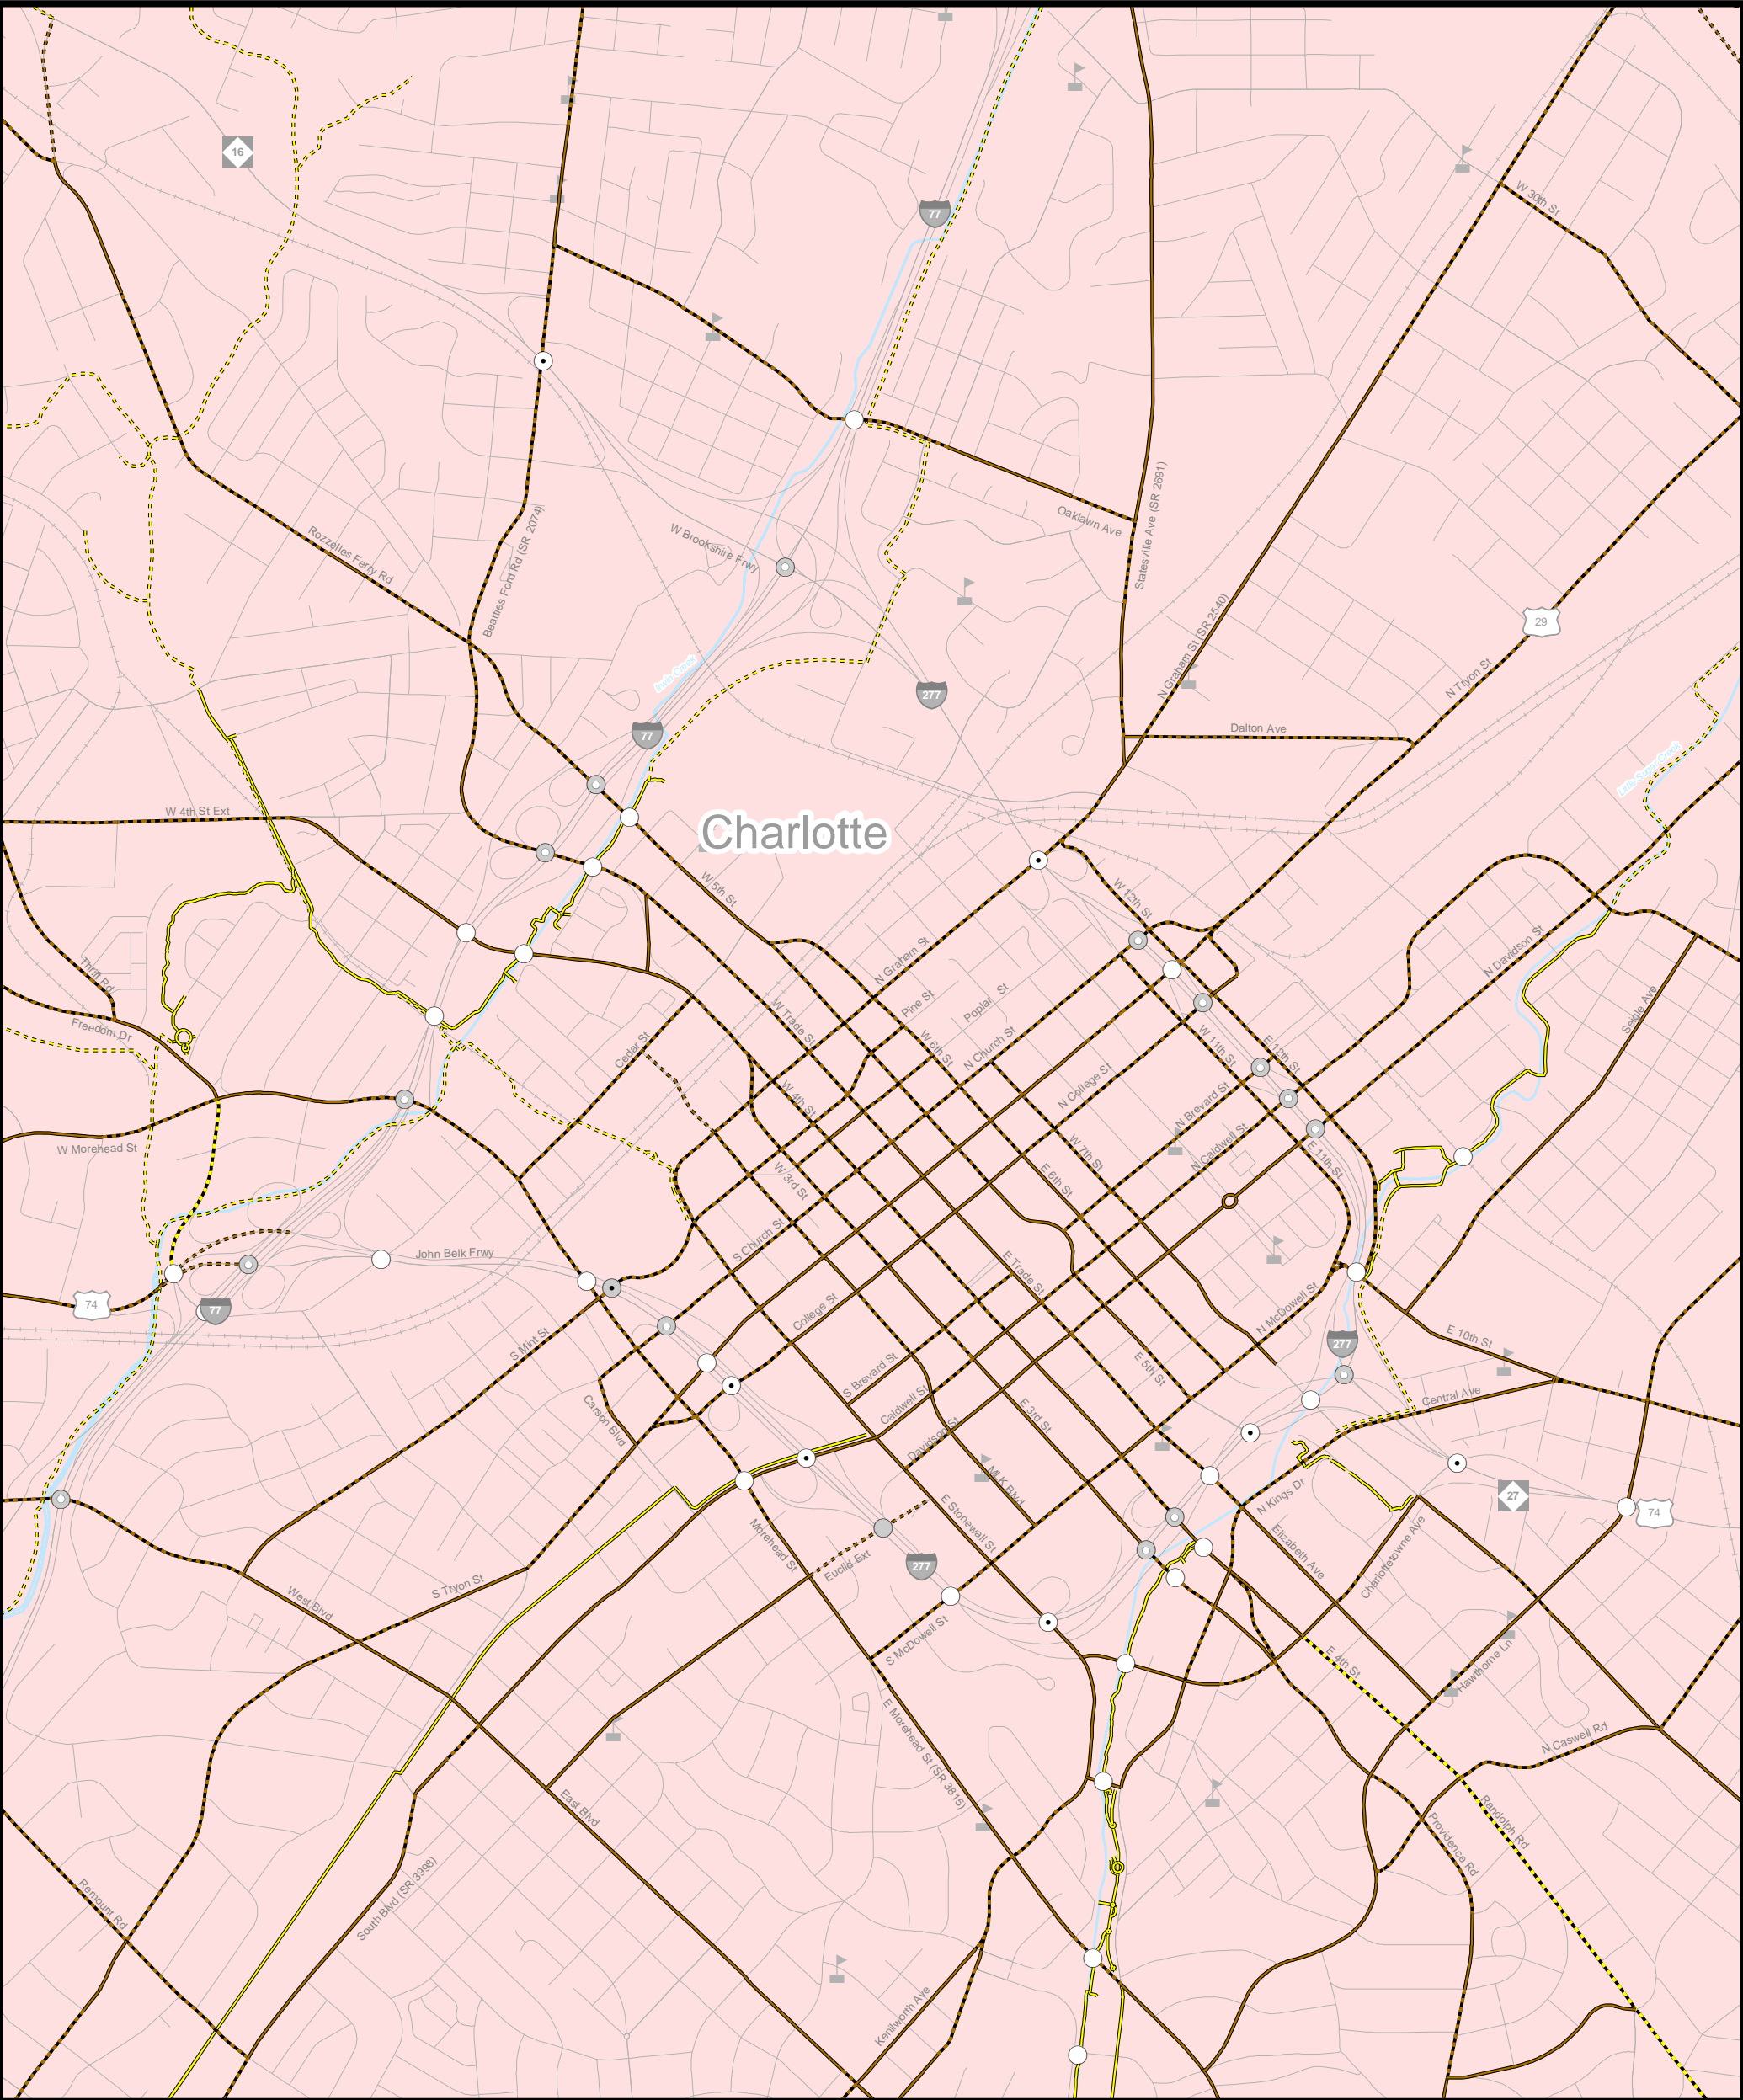 16
W 30th St
77
Statesville Ave (SR 2691)
Oaklawn Ave
Rozzelles Ferry Rd
Beatties Ford Rd (SR 2074)
W Brookshire Frwy
N Graham St (SR 2540)
29
N Tryon St
Irwin Creek
277
77
Dalton Ave
Little Sugar Creek
W 4th St Ext
Charlotte
W 5th St
W 12th St
N Graham St
N Davidson St
Thrift Rd
Pine St
Poplar St
Seigle Ave
Freedom Dr
W Trade St
W 6th St
N Church St
W 11th St
E 12th St
Cedar St
W 4th St
N College St
N Brevard St
W Morehead St
W 7th St
N Caldwell St
E 11th St
W 3rd St
E 6th St
S Church St
John Belk Frwy
E Trade St
74
77
College St
N McDowell St
S Mint St
277
E 10th St
E 5th St
S Brevard St
Central Ave
Carson Blvd
Caldwell St
E 3rd St
Davidson St
MLK Blvd
N Kings Dr
27
74
E Stonewall St
Morehead St
Elizabeth Ave
Charlottetowne Ave
Euclid Ext
277
S Tryon St
West Blvd
S McDowell St
E 4th St
Hawthorne Ln
E Morehead St (SR 3815)
N Caswell Rd
East Blvd
Randolph Rd
Providence Rd
Remount Rd
South Blvd (SR 3998)
Kenilworth Ave